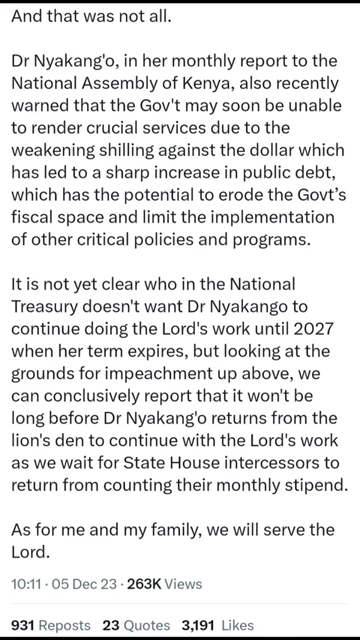 And that was not all.
Dr Nyakang'o, in her monthly report to the
National Assembly of Kenya, also recently
warned that the Gov't may soon be unable
to render crucial services due to the
weakening shilling against the dollar which
has led to a sharp increase in public debt,
which has the potential to erode the Govt’s
fiscal space and limit the implementation
of other critical policies and programs.
It is not yet clear who in the National
Treasury doesn't want Dr Nyakango to
continue doing the Lord's work until 2027
when her term expires, but looking at the
grounds for impeachment up above, we
can conclusively report that it won't be
long before Dr Nyakang'o returns from the
lion's den to continue with the Lord's work
as we wait for State House intercessors to
return from counting their monthly stipend.
As for me and my family, we will serve the
Lord.
10:11 · 05 Dec 23 · 263K Views
931 Reposts 23 Quotes 3,191 Likes